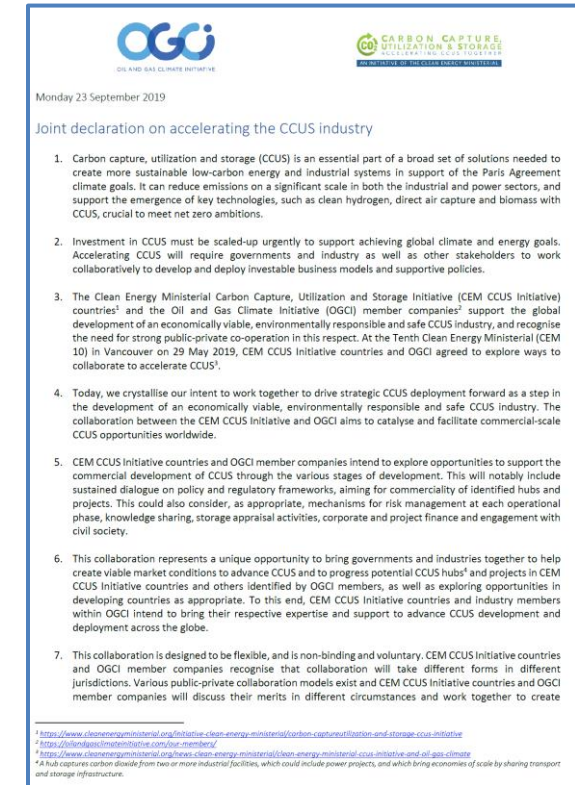 OGCI
OIL AND GAS CLIMATE INITIATIVE
CO2 CARBON CAPTURE,
UTILIZATION & STORAGE
ACCELERATING CCUS TOGETHER
AN INITIATIVE OF THE CLEAN ENERGY MINISTERIAL
Monday 23 September 2019
Joint declaration on accelerating the CCUS industry
1. Carbon capture, utilization and storage (CCUS) is an essential part of a broad set of solutions needed to
create more sustainable low-carbon energy and industrial systems in support of the Paris Agreement
climate goals. It can reduce emissions on a significant scale in both the industrial and power sectors, and
support the emergence of key technologies, such as clean hydrogen, direct air capture and biomass with
CCUS, crucial to meet net zero ambitions.
2. Investment in CCUS must be scaled-up urgently to support achieving global climate and energy goals.
Accelerating CCUS will require governments and industry as well as other stakeholders to work
collaboratively to develop and deploy investable business models and supportive policies.
3. The Clean Energy Ministerial Carbon Capture, Utilization and Storage Initiative (CEM CCUS Initiative)
countries¹ and the Oil and Gas Climate Initiative (OGCI) member companies² support the global
development of an economically viable, environmentally responsible and safe CCUS industry, and recognise
the need for strong public-private co-operation in this respect. At the Tenth Clean Energy Ministerial (CEM
10) in Vancouver on 29 May 2019, CEM CCUS Initiative countries and OGCI agreed to explore ways to
collaborate to accelerate CCUS³.
4. Today, we crystallise our intent to work together to drive strategic CCUS deployment forward as a step in
the development of an economically viable, environmentally responsible and safe CCUS industry. The
collaboration between the CEM CCUS Initiative and OGCI aims to catalyse and facilitate commercial-scale
CCUS opportunities worldwide.
5. CEM CCUS Initiative countries and OGCI member companies intend to explore opportunities to support the
commercial development of CCUS through the various stages of development. This will notably include
sustained dialogue on policy and regulatory frameworks, aiming for commerciality of identified hubs and
projects. This could also consider, as appropriate, mechanisms for risk management at each operational
phase, knowledge sharing, storage appraisal activities, corporate and project finance and engagement with
civil society.
6. This collaboration represents a unique opportunity to bring governments and industries together to help
create viable market conditions to advance CCUS and to progress potential CCUS hubs⁴ and projects in CEM
CCUS Initiative countries and others identified by OGCI members, as well as exploring opportunities in
developing countries as appropriate. To this end, CEM CCUS Initiative countries and industry members
within OGCI intend to bring their respective expertise and support to advance CCUS development and
deployment across the globe.
7. This collaboration is designed to be flexible, and is non-binding and voluntary. CEM CCUS Initiative countries
and OGCI member companies recognise that collaboration will take different forms in different
jurisdictions. Various public-private collaboration models exist and CEM CCUS Initiative countries and OGCI
member companies will discuss their merits in different circumstances and work together to create
¹ https://www.cleanenergyministerial.org/initiative-clean-energy-ministerial/carbon-captureutilization-and-storage-ccus-initiative
² https://oilandgasclimateinitiative.com/our-members/
³ https://www.cleanenergyministerial.org/news-clean-energy-ministerial/clean-energy-ministerial-ccus-initiative-and-oil-gas-climate
⁴ A hub captures carbon dioxide from two or more industrial facilities, which could include power projects, and which bring economies of scale by sharing transport
and storage infrastructure.